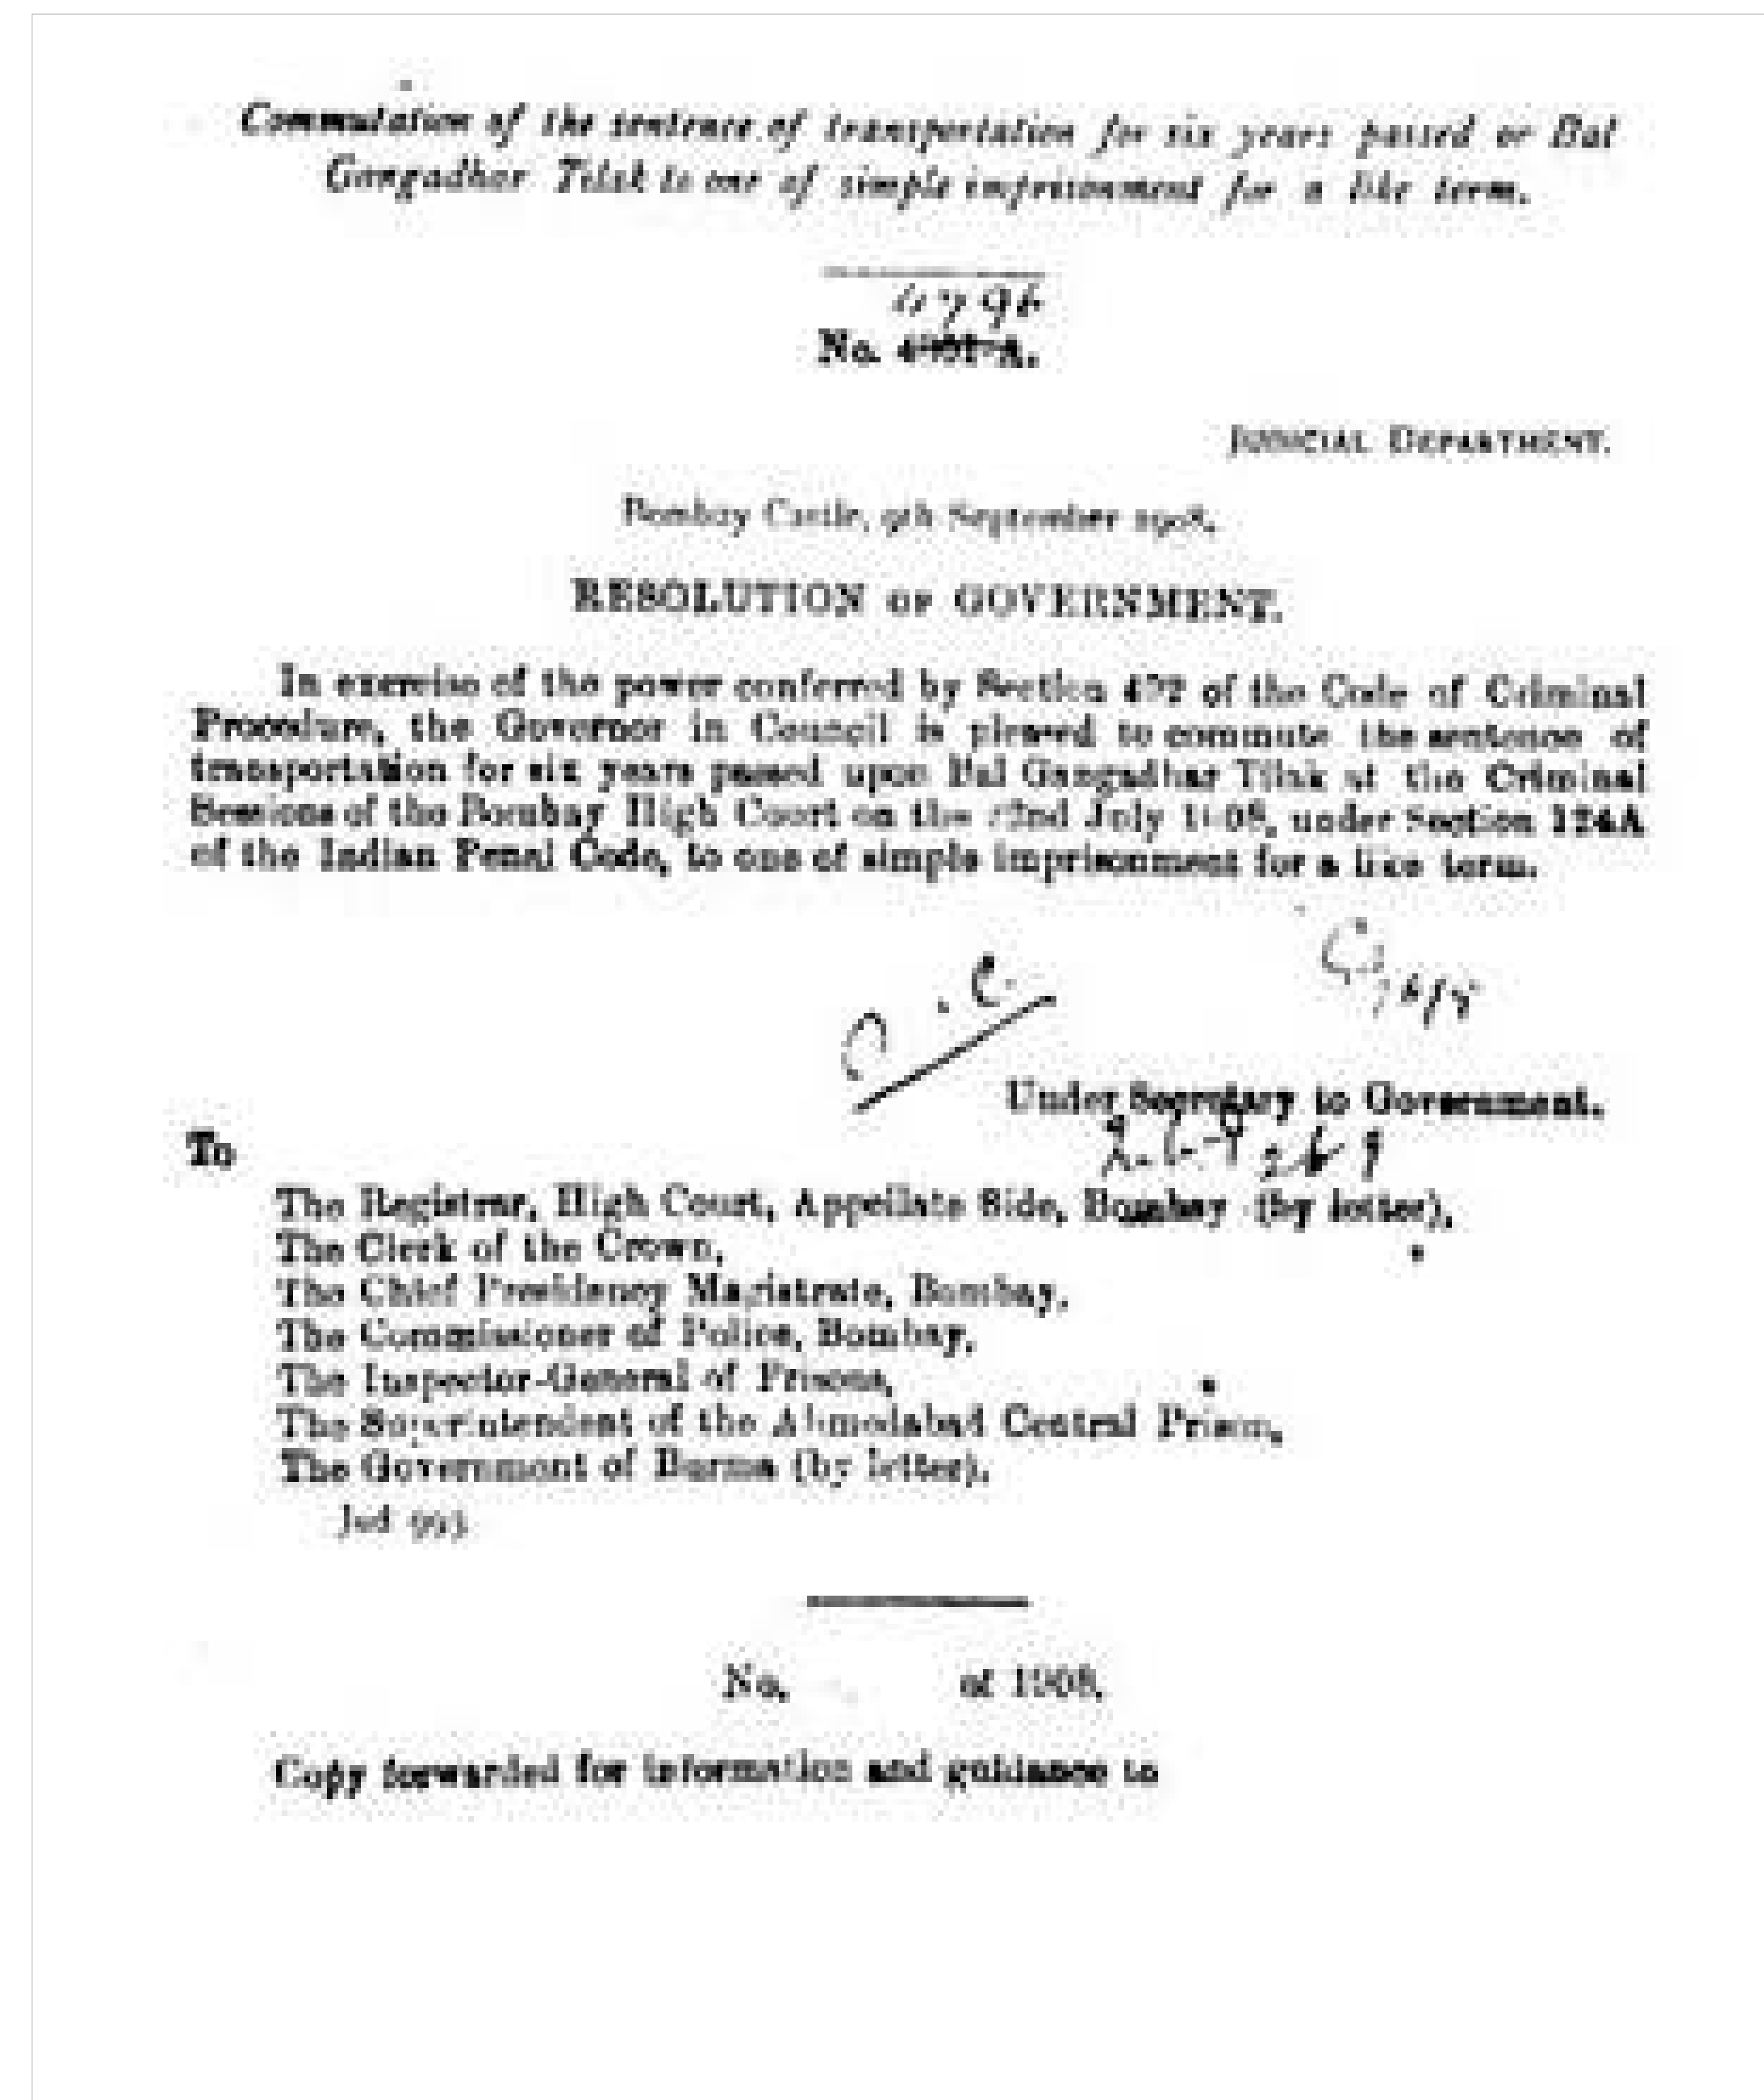 Commutation of the sentence of transportation for six years passed or Bal
Gangadhar Tilak to one of simple imprisonment for a like term.
4796
No.
JUDICIAL DEPARTMENT.
Bombay Castle, 9th September 1908.
RESOLUTION OF GOVERNMENT.
In exercise of the power conferred by Section of the Code of Criminal
Procedure, the Governor in Council is pleased to commute the sentence of
transportation for six years passed upon Bal Gangadhar Tilak at the Criminal
Sessions of the Bombay High Court on the 22nd July 1908, under Section 124A
of the Indian Penal Code, to one of simple imprisonment for a like term.
Under Secretary to Government.
To
The Registrar, High Court, Appellate Side, Bombay (by letter),
The Clerk of the Crown,
The Chief Presidency Magistrate, Bombay,
The Commissioner of Police, Bombay,
The Inspector-General of Prisons,
The Superintendent of the Ahmedabad Central Prison,
The Government of Burma (by letter).
Jud
No. of 1908.
Copy forwarded for information and guidance to